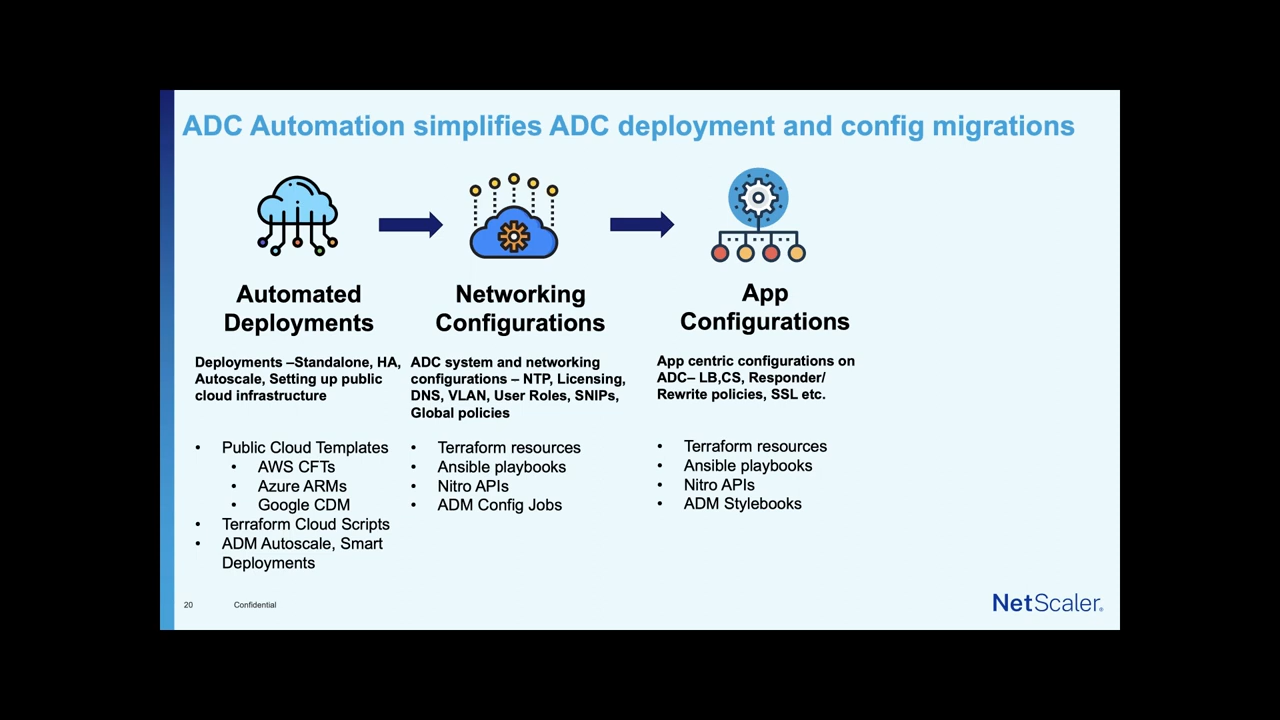 ADC Automation simplifies ADC deployment and config migrations
Automated
Deployments
Deployments –Standalone, HA,
Autoscale, Setting up public
cloud infrastructure
• Public Cloud Templates
• AWS CFTs
• Azure ARMs
• Google CDM
• Terraform Cloud Scripts
• ADM Autoscale, Smart
Deployments
Networking
Configurations
ADC system and networking
configurations – NTP, Licensing,
DNS, VLAN, User Roles, SNIPs,
Global policies
• Terraform resources
• Ansible playbooks
• Nitro APIs
• ADM Config Jobs
App
Configurations
App centric configurations on
ADC– LB,CS, Responder/
Rewrite policies, SSL etc.
• Terraform resources
• Ansible playbooks
• Nitro APIs
• ADM Stylebooks
20 Confidential
NetScaler®